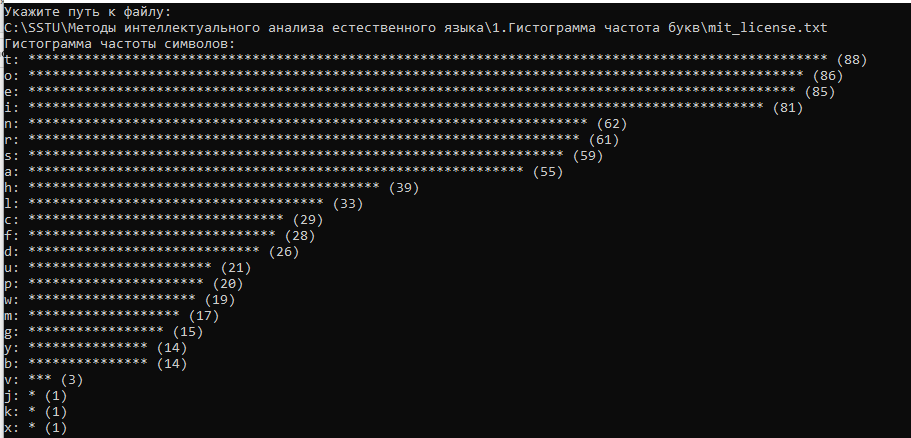 Укажите путь к файлу:
C:\SSTU\Методы интеллектуального анализа естественного языка\1.Гистограмма частота букв\mit_license.txt
Гистограмма частоты символов:
t: **************************************************************************************************** (88)
o: ************************************************************************************************* (86)
e: ************************************************************************************************ (85)
i: ******************************************************************************************** (81)
n: ********************************************************************** (62)
r: ********************************************************************* (61)
s: ******************************************************************* (59)
a: ************************************************************** (55)
h: ******************************************** (39)
l: ************************************* (33)
c: ******************************** (29)
f: ******************************* (28)
d: ***************************** (26)
u: *********************** (21)
p: ********************** (20)
w: ********************* (19)
m: ******************* (17)
g: ***************** (15)
y: *************** (14)
b: *************** (14)
v: *** (3)
j: * (1)
k: * (1)
x: * (1)